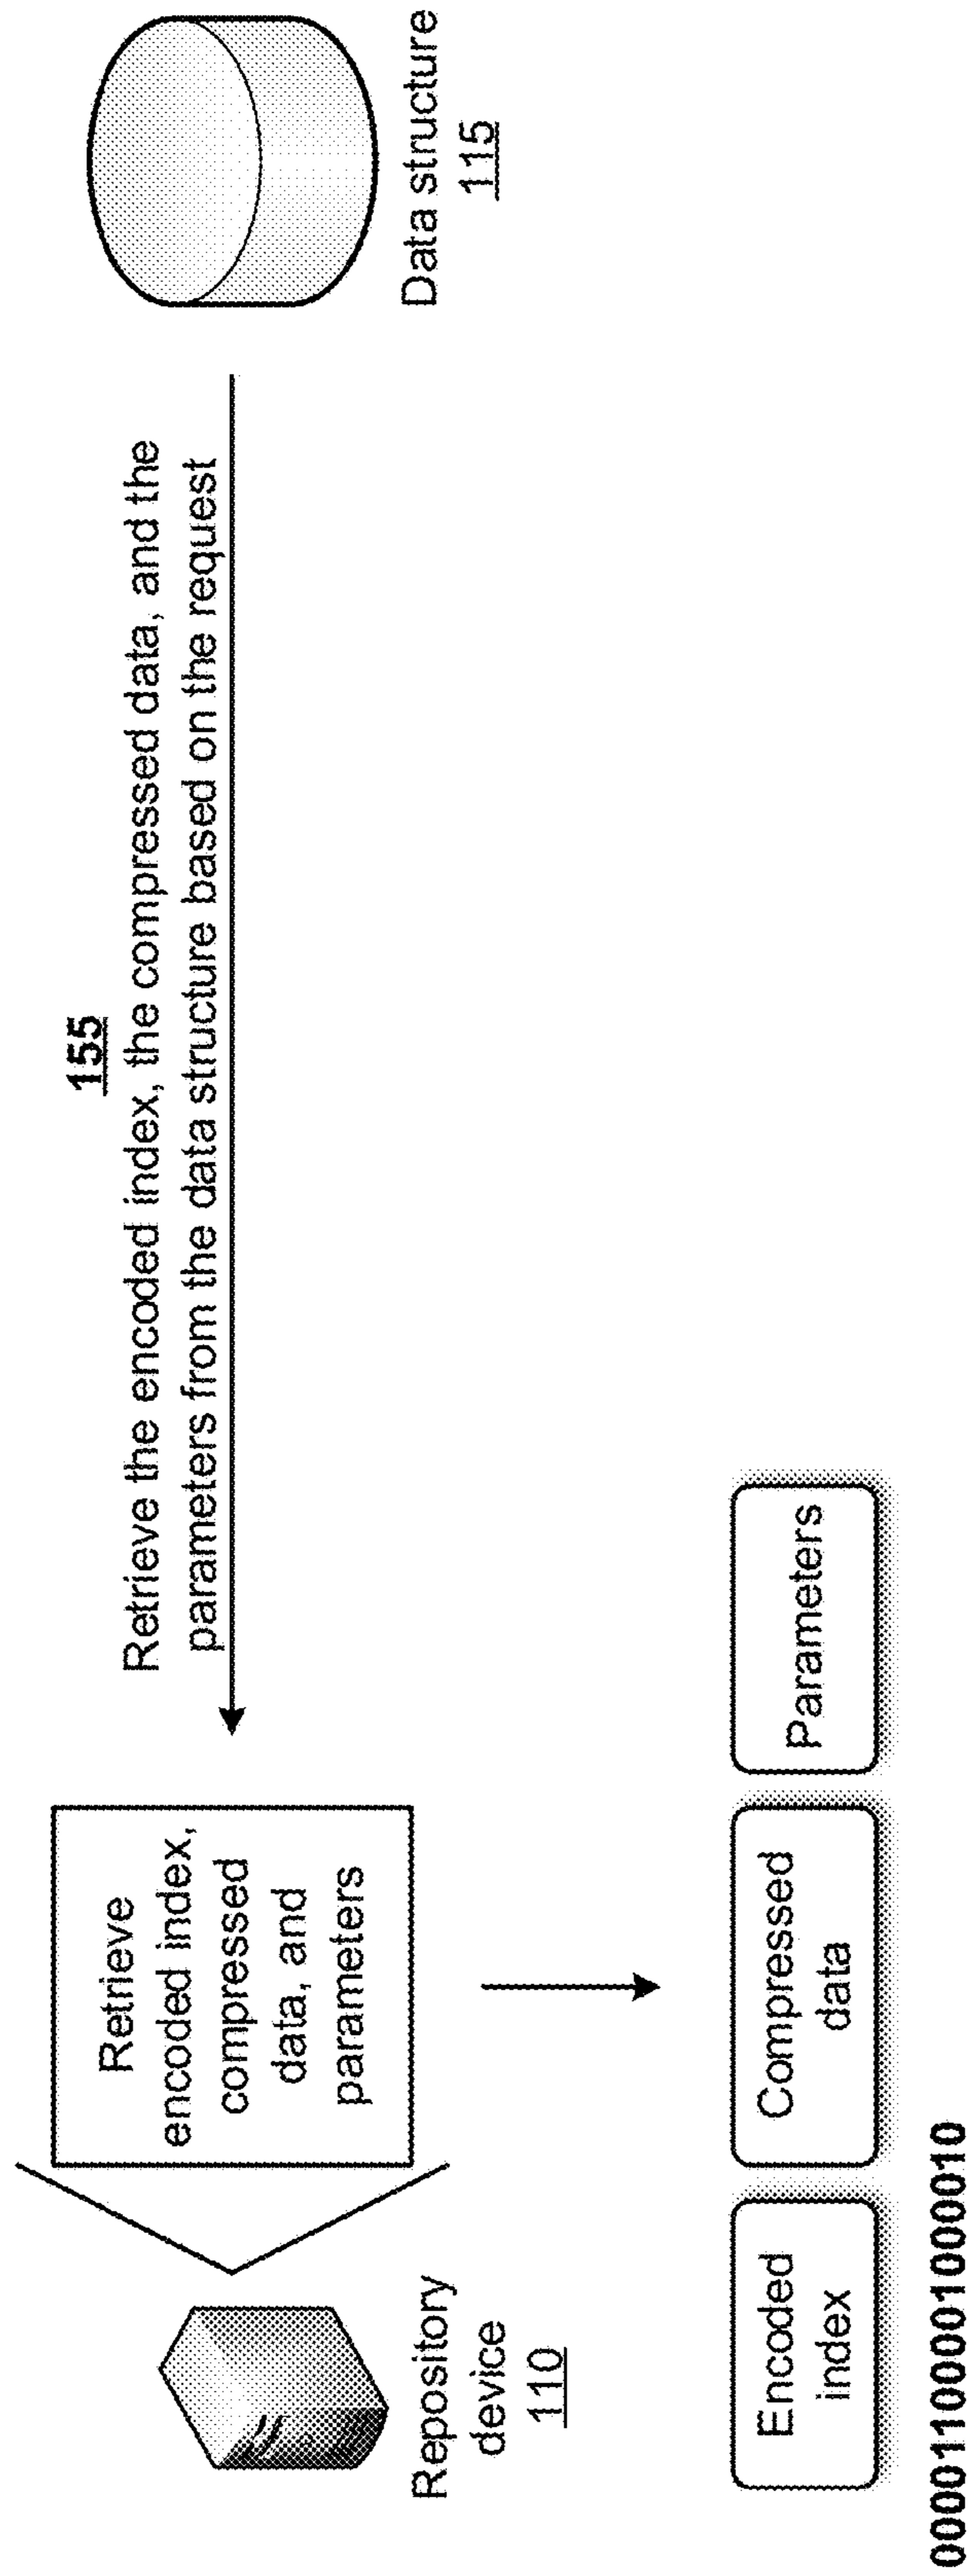 155
Retrieve the encoded index, the compressed data, and the
parameters from the data structure based on the request
Retrieve
encoded index,
compressed
data, and
parameters
Repository
device
110
Data structure
115
Encoded
index
Compressed
data
Parameters
00001100001000010